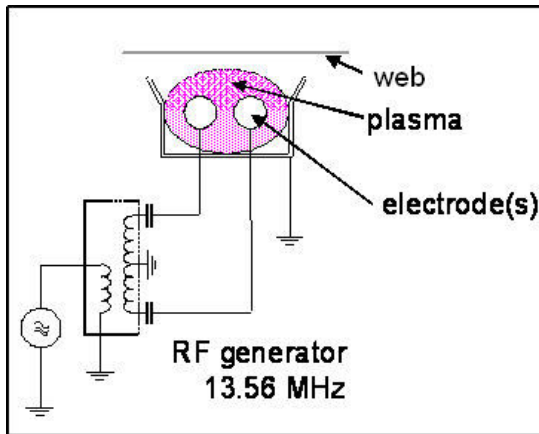 web
plasma
electrode(s)
RF generator
13.56 MHz